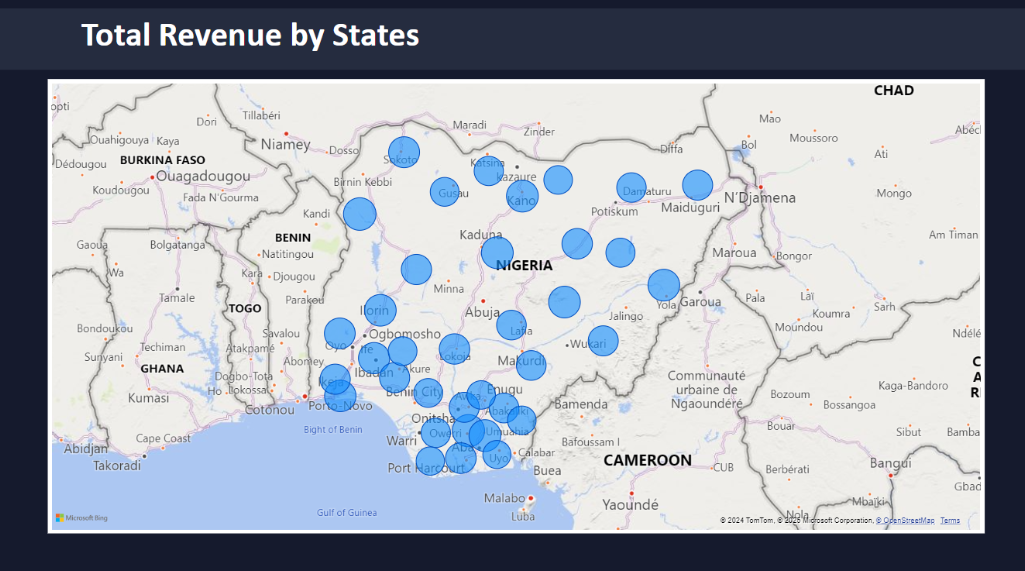 Total Revenue by States
CHAD
opti
Dori
Tillabéri
Maradi
Zinder
Mao
Moussoro
Abéc
Ouahigouya
Kaya
Niamey
Dosso
Diffa
Bol
Ati
Dédougou
BURKINA FASO
Ouagadougou
Sokoto
Katsina
Kazaure
Koudougou
Fada N'Gourma
Birnin Kebbi
Gusau
Kano
Damaturu
Potiskum
Maiduguri
N'Djamena
Mongo
Kandi
Gaoua
Bolgatanga
BENIN
Natitingou
Kaduna
Am Timan
Maroua
Bongor
Wa
Kara
Djougou
NIGERIA
Tamale
Parakou
Minna
Yola
Garoua
Pala
Laï
Koumra
Sarh
TOGO
Ilorin
Abuja
Jalingo
Moundou
Bondoukou
Savalou
Oyo
Ogbomosho
Lafia
Ndélé
Sunyani
Techiman
Atakpamé
Ife
Lokoja
Wukari
GHANA
Abomey
Ibadan
Akure
Makurdi
Dogbo-Tota
Communauté
urbaine de
Ngaoundéré
Kaga-Bandoro
Kumasi
Ho
Ikeja
Benin City
Enugu
Bozoum
Bossangoa
Cotonou
Porto-Novo
Abakaliki
Bamenda
Onitsha
Bouar
Bight of Benin
Warri
Owerri
Umuahia
Bafoussam I
Sibut
Bamba
Cape Coast
Abidjan
Takoradi
Aba
Calabar
Uyo
CAMEROON
CUB
Bangui
Port Harcourt
Buea
Berbérati
Gbad
Malabo
Yaoundé
Mbaïki
Gulf of Guinea
Luba
Nola
Microsoft Bing
© OpenStreetMap
Terms